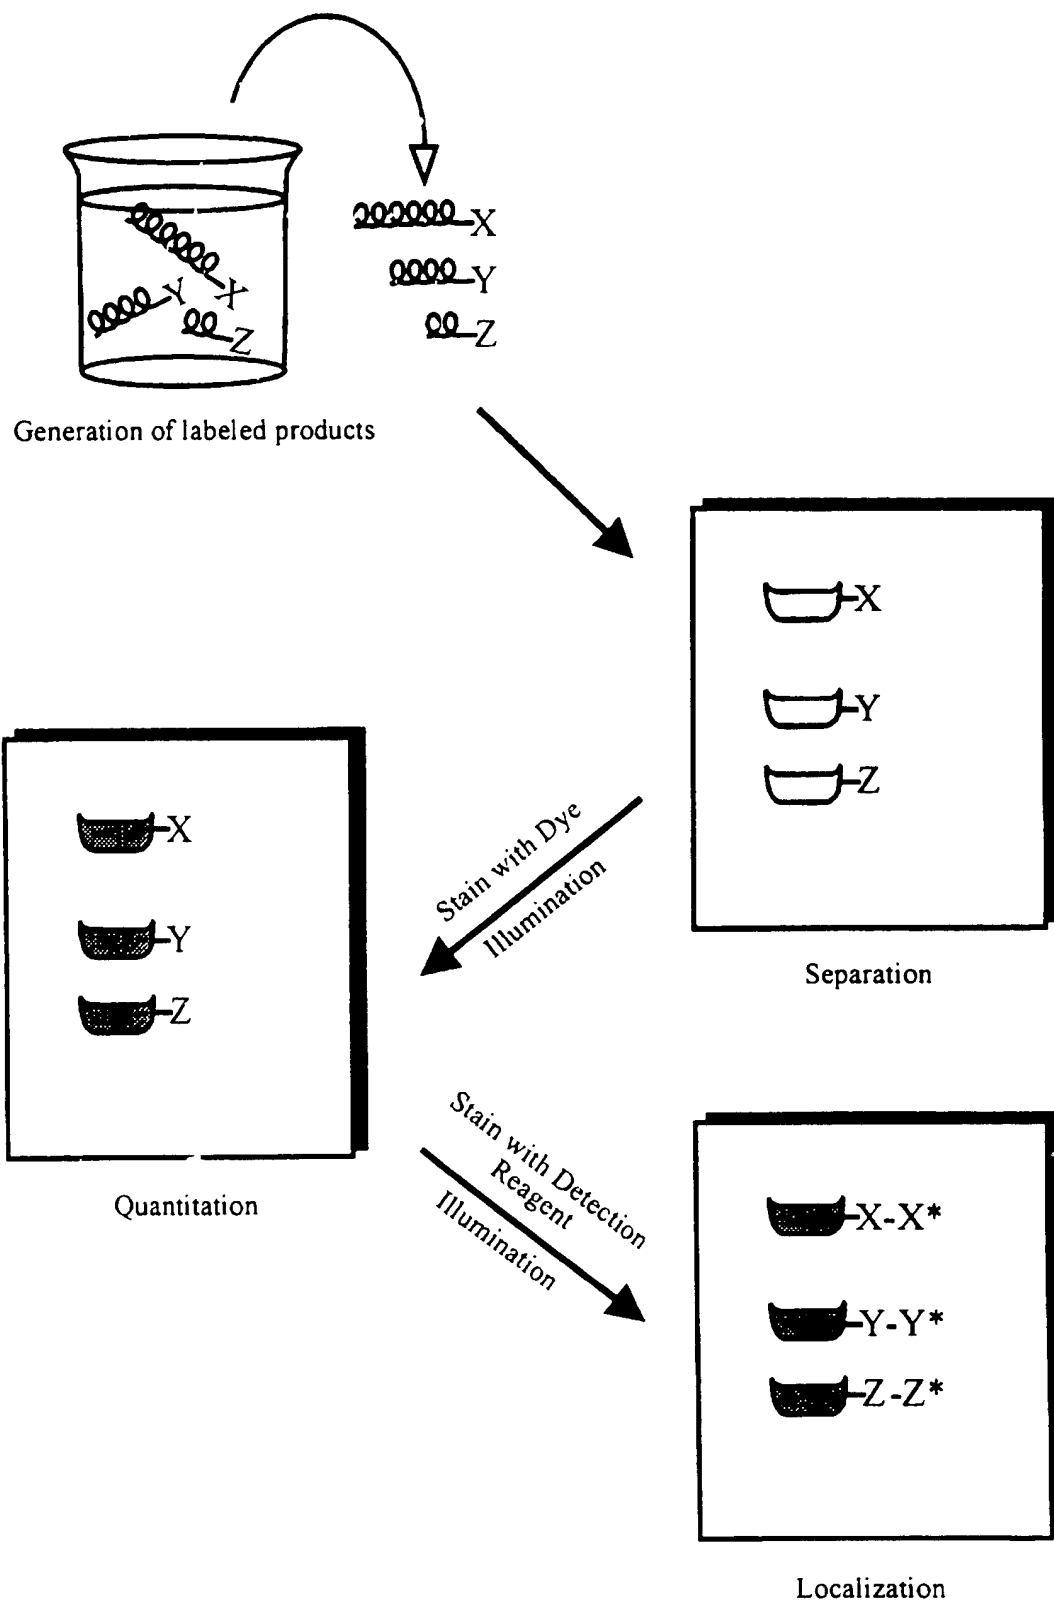 X
Y
Z
X
Y
Z
Generation of labeled products
X
Y
Z
Separation
Stain with Dye
Illumination
X
Y
Z
Quantitation
Stain with Detection
Reagent
Illumination
X-X*
Y-Y*
Z-Z*
Localization